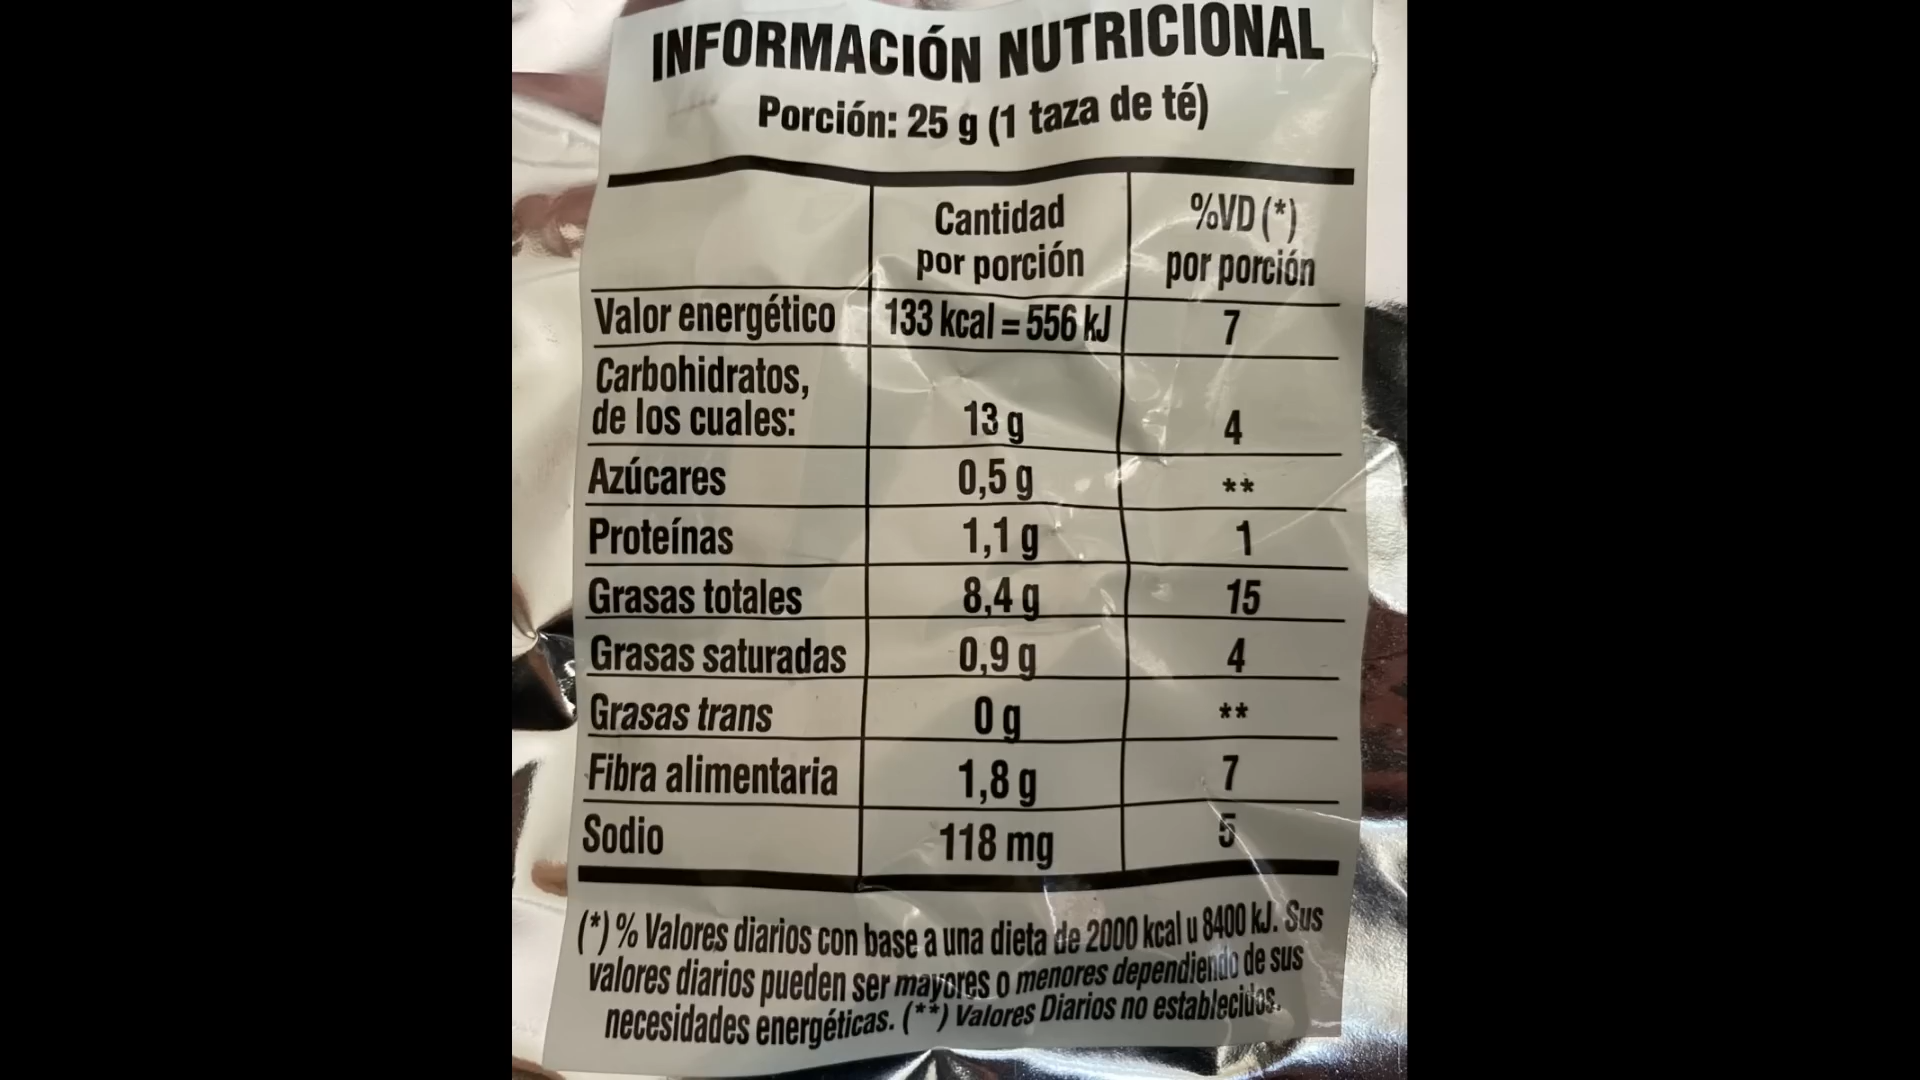 INFORMACIÓN NUTRICIONAL
Porción: 25 g (1 taza de té)
Cantidad por porción %VD (*) por porción
Valor energético 133 kcal = 556 kJ 7
Carbohidratos,
de los cuales: 13 g 4
Azúcares 0,5 g **
Proteínas 1,1 g 1
Grasas totales 8,4 g 15
Grasas saturadas 0,9 g 4
Grasas trans 0 g **
Fibra alimentaria 1,8 g 7
Sodio 118 mg 5
(*) % Valores diarios con base a una dieta de 2000 kcal u 8400 kJ. Sus
valores diarios pueden ser mayores o menores dependiendo de sus
necesidades energéticas. (**) Valores Diarios no establecidos.